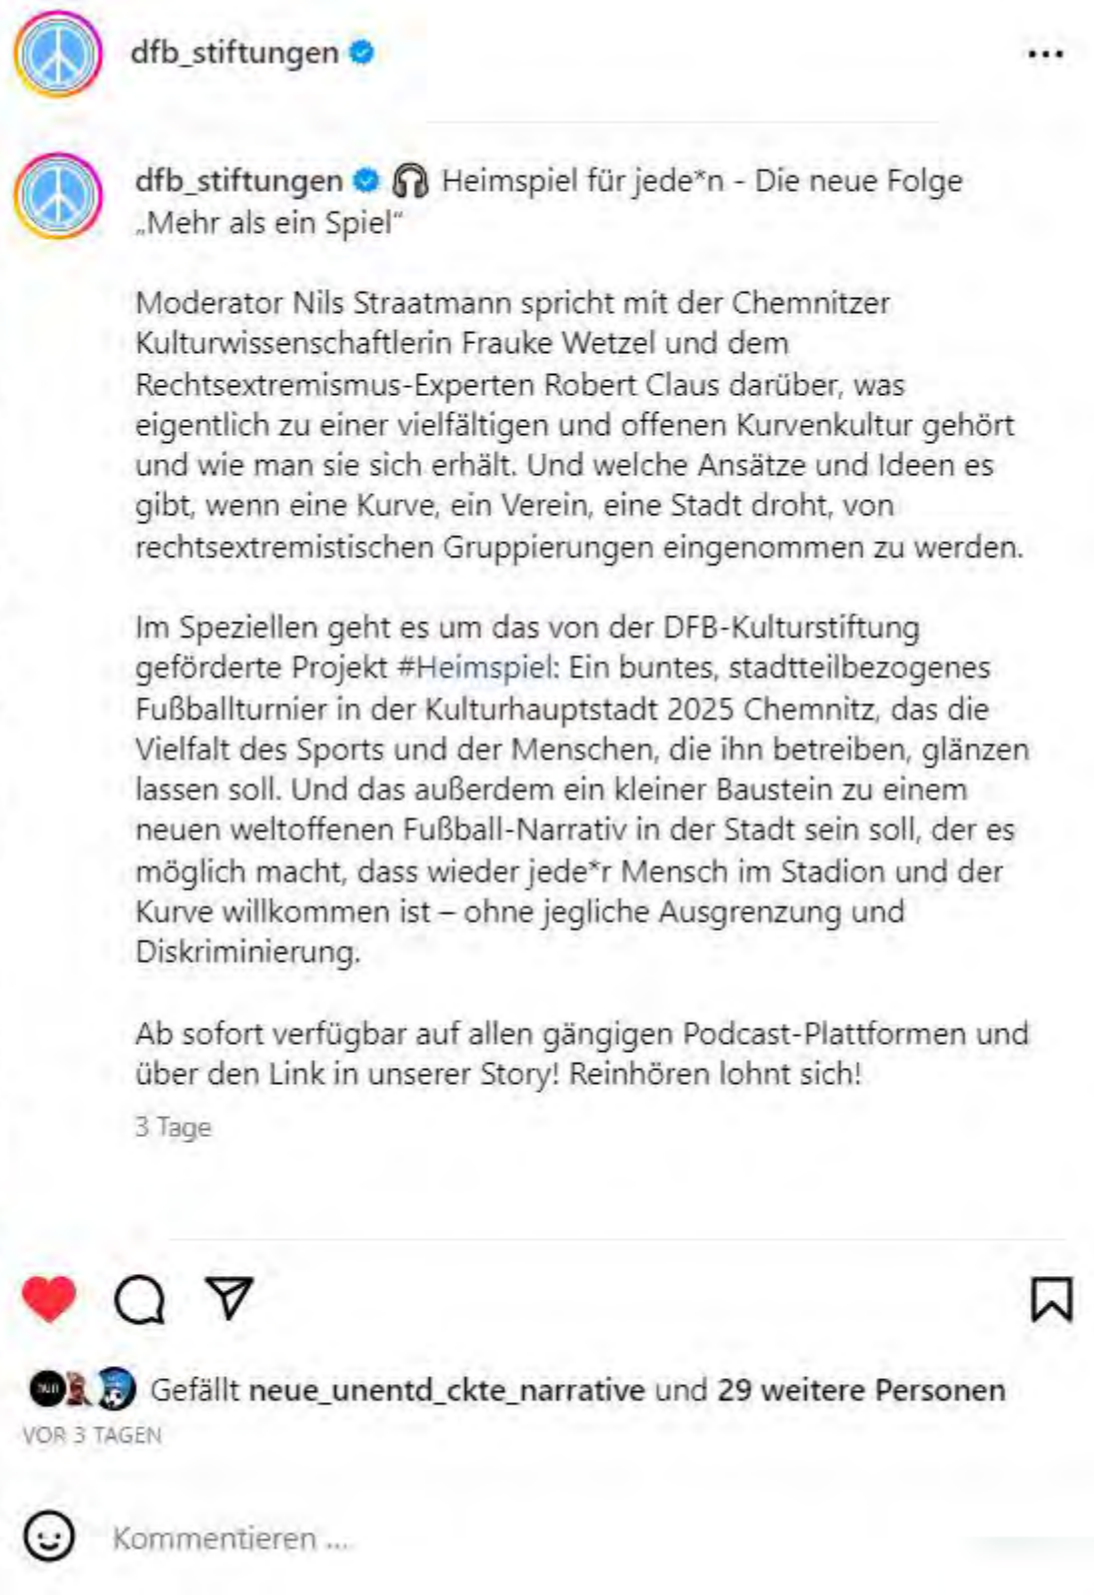 dfb_stiftungen
dfb_stiftungen 🎧 Heimspiel für jede*n - Die neue Folge
„Mehr als ein Spiel“
Moderator Nils Straatmann spricht mit der Chemnitzer
Kulturwissenschaftlerin Frauke Wetzel und dem
Rechtsextremismus-Experten Robert Claus darüber, was
eigentlich zu einer vielfältigen und offenen Kurvenkultur gehört
und wie man sie sich erhält. Und welche Ansätze und Ideen es
gibt, wenn eine Kurve, ein Verein, eine Stadt droht, von
rechtsextremistischen Gruppierungen eingenommen zu werden.
Im Speziellen geht es um das von der DFB-Kulturstiftung
geförderte Projekt #Heimspiel: Ein buntes, stadtteilbezogenes
Fußballturnier in der Kulturhauptstadt 2025 Chemnitz, das die
Vielfalt des Sports und der Menschen, die ihn betreiben, glänzen
lassen soll. Und das außerdem ein kleiner Baustein zu einem
neuen weltoffenen Fußball-Narrativ in der Stadt sein soll, der es
möglich macht, dass wieder jede*r Mensch im Stadion und der
Kurve willkommen ist – ohne jegliche Ausgrenzung und
Diskriminierung.
Ab sofort verfügbar auf allen gängigen Podcast-Plattformen und
über den Link in unserer Story! Reinhören lohnt sich!
3 Tage
Gefällt neue_unentd_ckte_narrative und 29 weitere Personen
VOR 3 TAGEN
Kommentieren ...